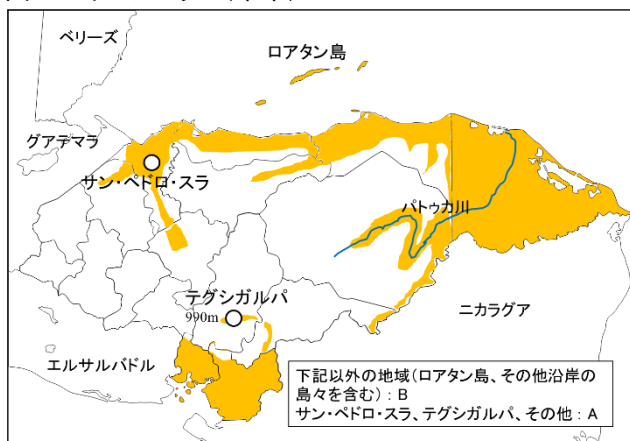 ベリーズ
ロアタン島
グアテマラ
サン・ペドロ・スラ
パトゥカ川
テグシガルパ
990m
ニカラグア
エルサルバドル
下記以外の地域(ロアタン島、その他沿岸の
島々を含む):B
サン・ペドロ・スラ、テグシガルパ、その他:A